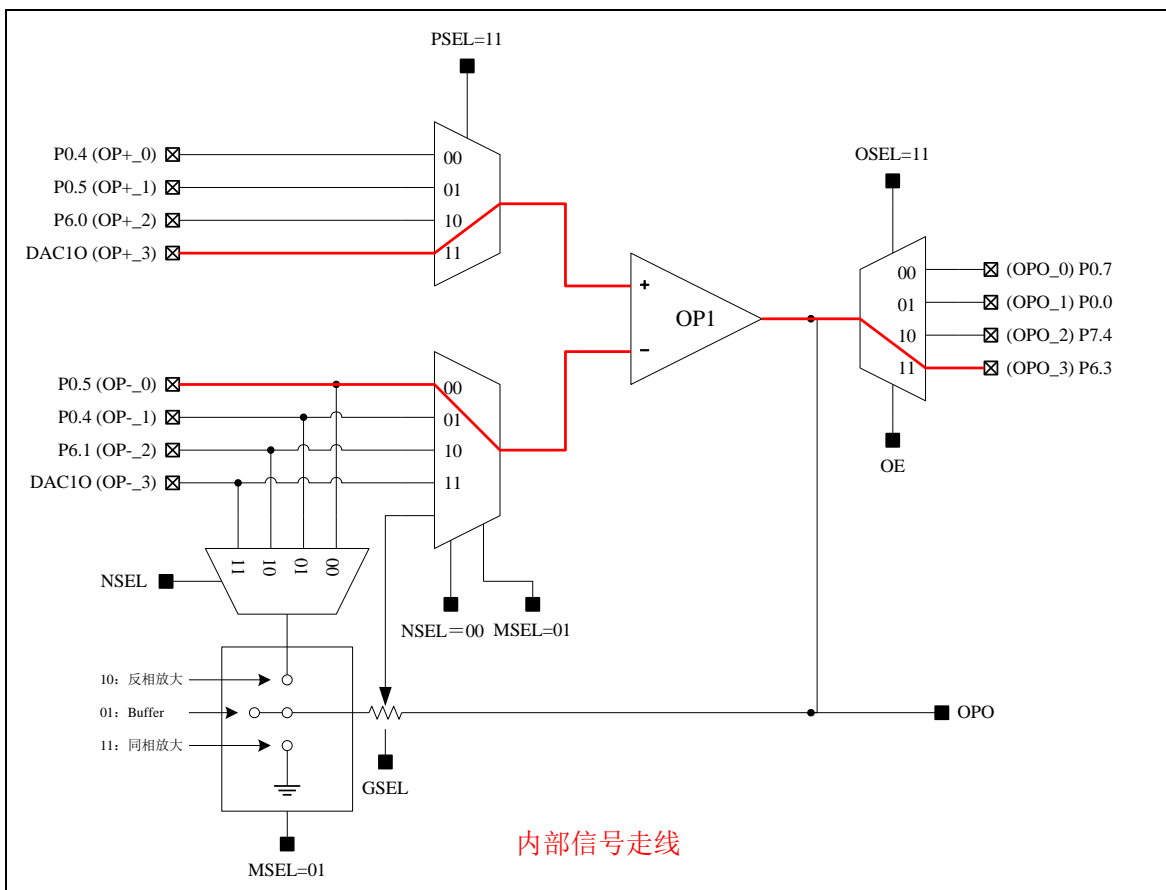 PSEL=11
P0.4 (OP+_0)
P0.5 (OP+_1)
P6.0 (OP+_2)
DAC1O (OP+_3)
00
01
10
11
OSEL=11
00
01
10
11
(OPO_0) P0.7
(OPO_1) P0.0
(OPO_2) P7.4
(OPO_3) P6.3
OE
+
OP1
−
P0.5 (OP-_0)
P0.4 (OP-_1)
P6.1 (OP-_2)
DAC1O (OP-_3)
00
01
10
11
11
10
01
00
NSEL
NSEL=00
MSEL=01
10：反相放大
01：Buffer
11：同相放大
GSEL
OPO
MSEL=01
内部信号走线